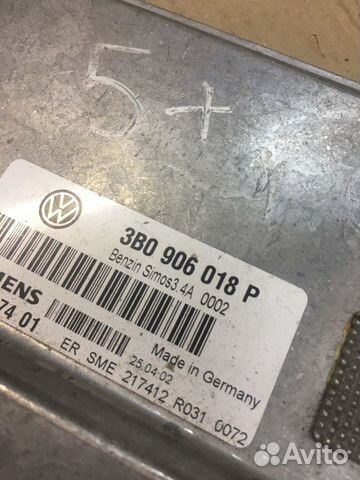 5+
3B0 906 018 P
Benzin Simos3.4A 0002
74 01
25.04.02
Made in Germany
ER SME 217412 R031 0072
Avito